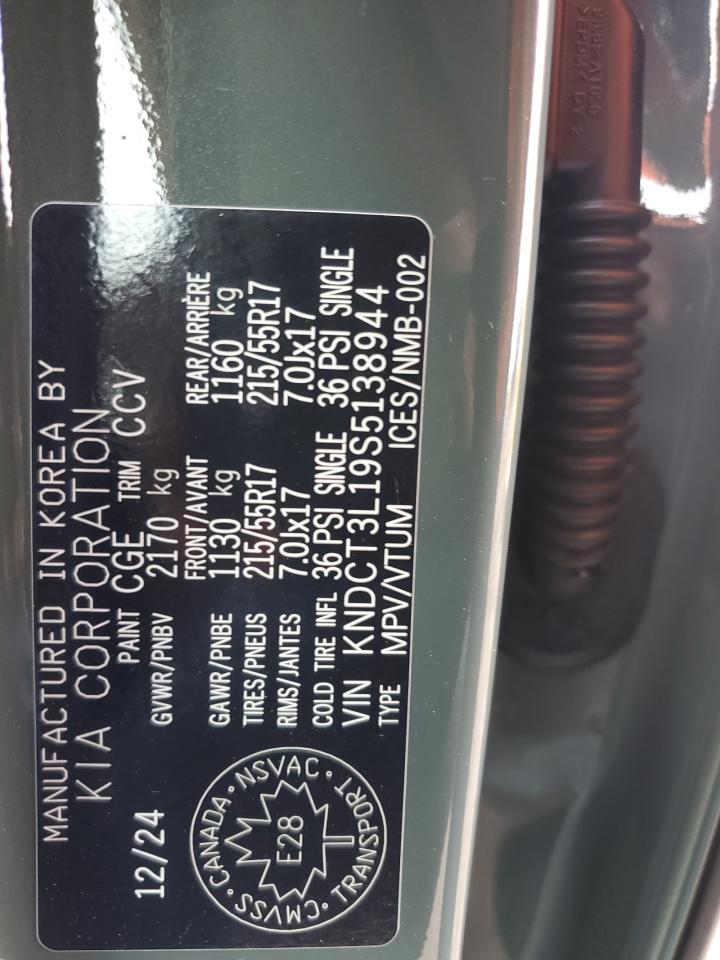 MANUFACTURED IN KOREA BY
KIA CORPORATION
12/24
PAINT CGE TRIM CCV
GVWR/PNBV 2170 kg
FRONT/AVANT REAR/ARRIÈRE
GAWR/PNBE 1130 kg 1160 kg
TIRES/PNEUS 215/55R17 215/55R17
RIMS/JANTES 7.0Jx17 7.0Jx17
COLD TIRE INFL 36 PSI SINGLE 36 PSI SINGLE
VIN KNDCT3L19S5138944
TYPE MPV/VTUM ICES/NMB-002
CANADA • NSVAC • TRANSPORT • CMVSS •
E28
>EPDM<